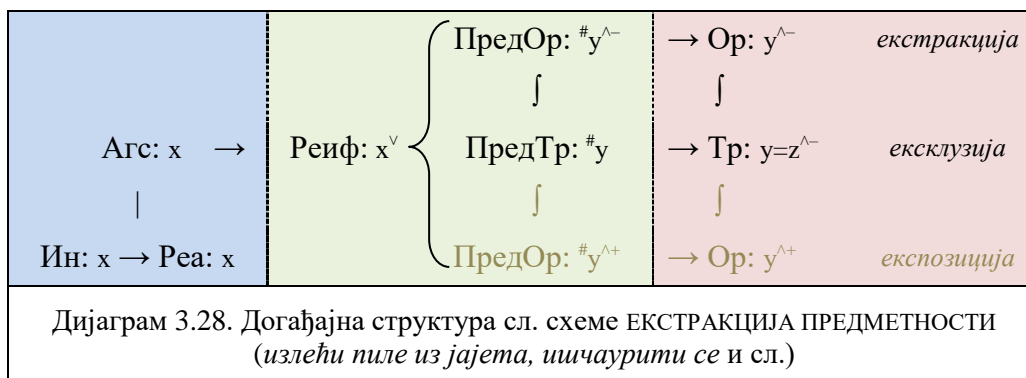 ПредОр: #y^– → Ор: y^– екстракција
∫ ∫
Агс: x → Реиф: x˅ { ПредТр: #y → Тр: y=z^– ексклузија
| ∫ ∫
Ин: x → Реа: x ПредОр: #y^+ → Ор: y^+ експозиција
Дијаграм 3.28. Догађајна структура сл. схеме ЕКСТРАКЦИЈА ПРЕДМЕТНОСТИ
(излећи пиле из јајета, ишчаурити се и сл.)